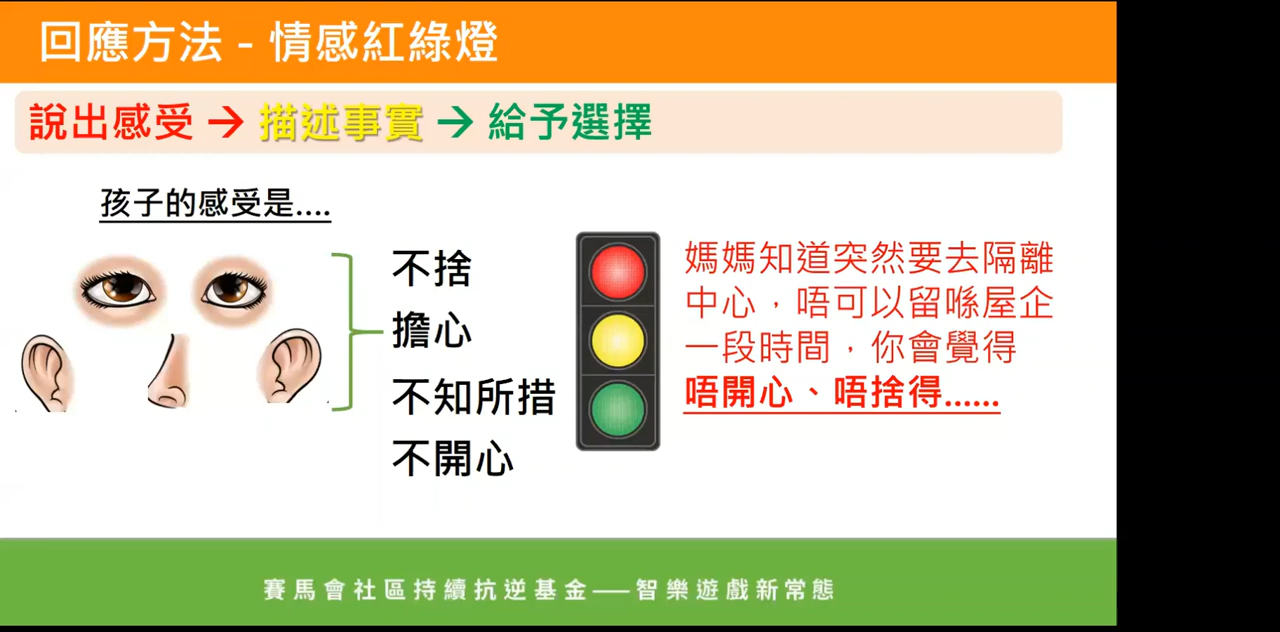 回應方法 - 情感紅綠燈
說出感受 → 描述事實 → 給予選擇
孩子的感受是....
不捨
擔心
不知所措
不開心
媽媽知道突然要去隔離
中心，唔可以留喺屋企
一段時間，你會覺得
唔開心、唔捨得......
賽馬會社區持續抗逆基金——智樂遊戲新常態